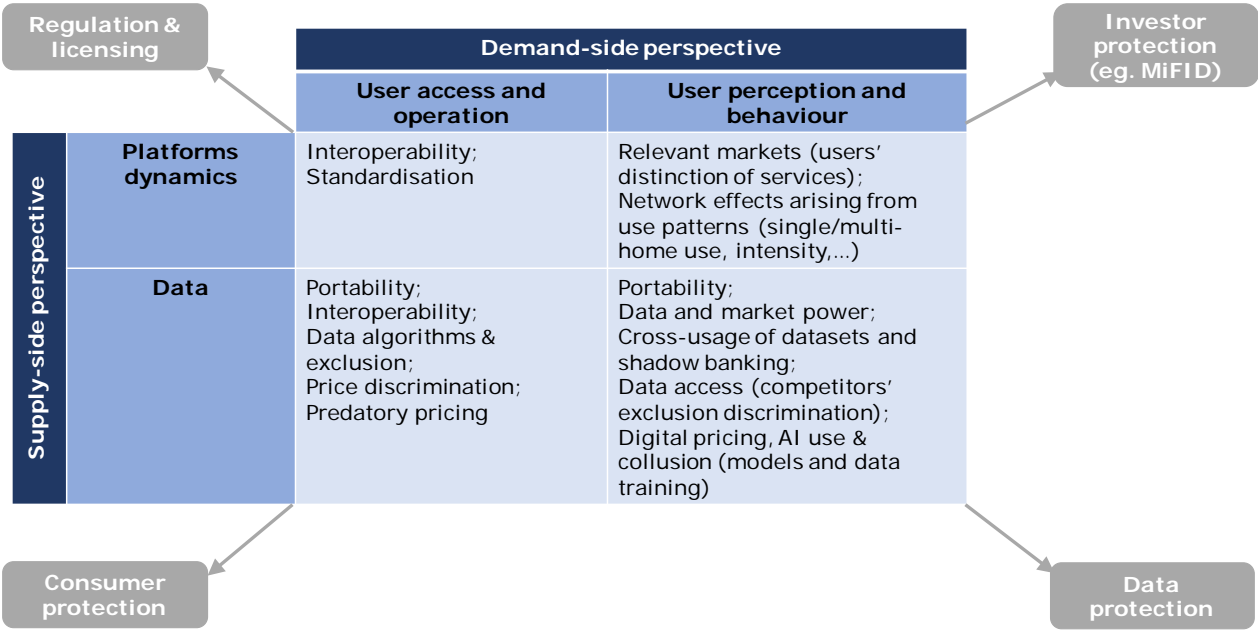 Regulation &
licensing
Investor
protection
(eg. MiFID)
Demand-side perspective
User access and
operation
User perception and
behaviour
Supply-side perspective
Platforms
dynamics
Interoperability;
Standardisation
Relevant markets (users’
distinction of services);
Network effects arising from
use patterns (single/multi-
home use, intensity,…)
Data
Portability;
Interoperability;
Data algorithms &
exclusion;
Price discrimination;
Predatory pricing
Portability;
Data and market power;
Cross-usage of datasets and
shadow banking;
Data access (competitors’
exclusion discrimination);
Digital pricing, AI use &
collusion (models and data
training)
Consumer
protection
Data
protection